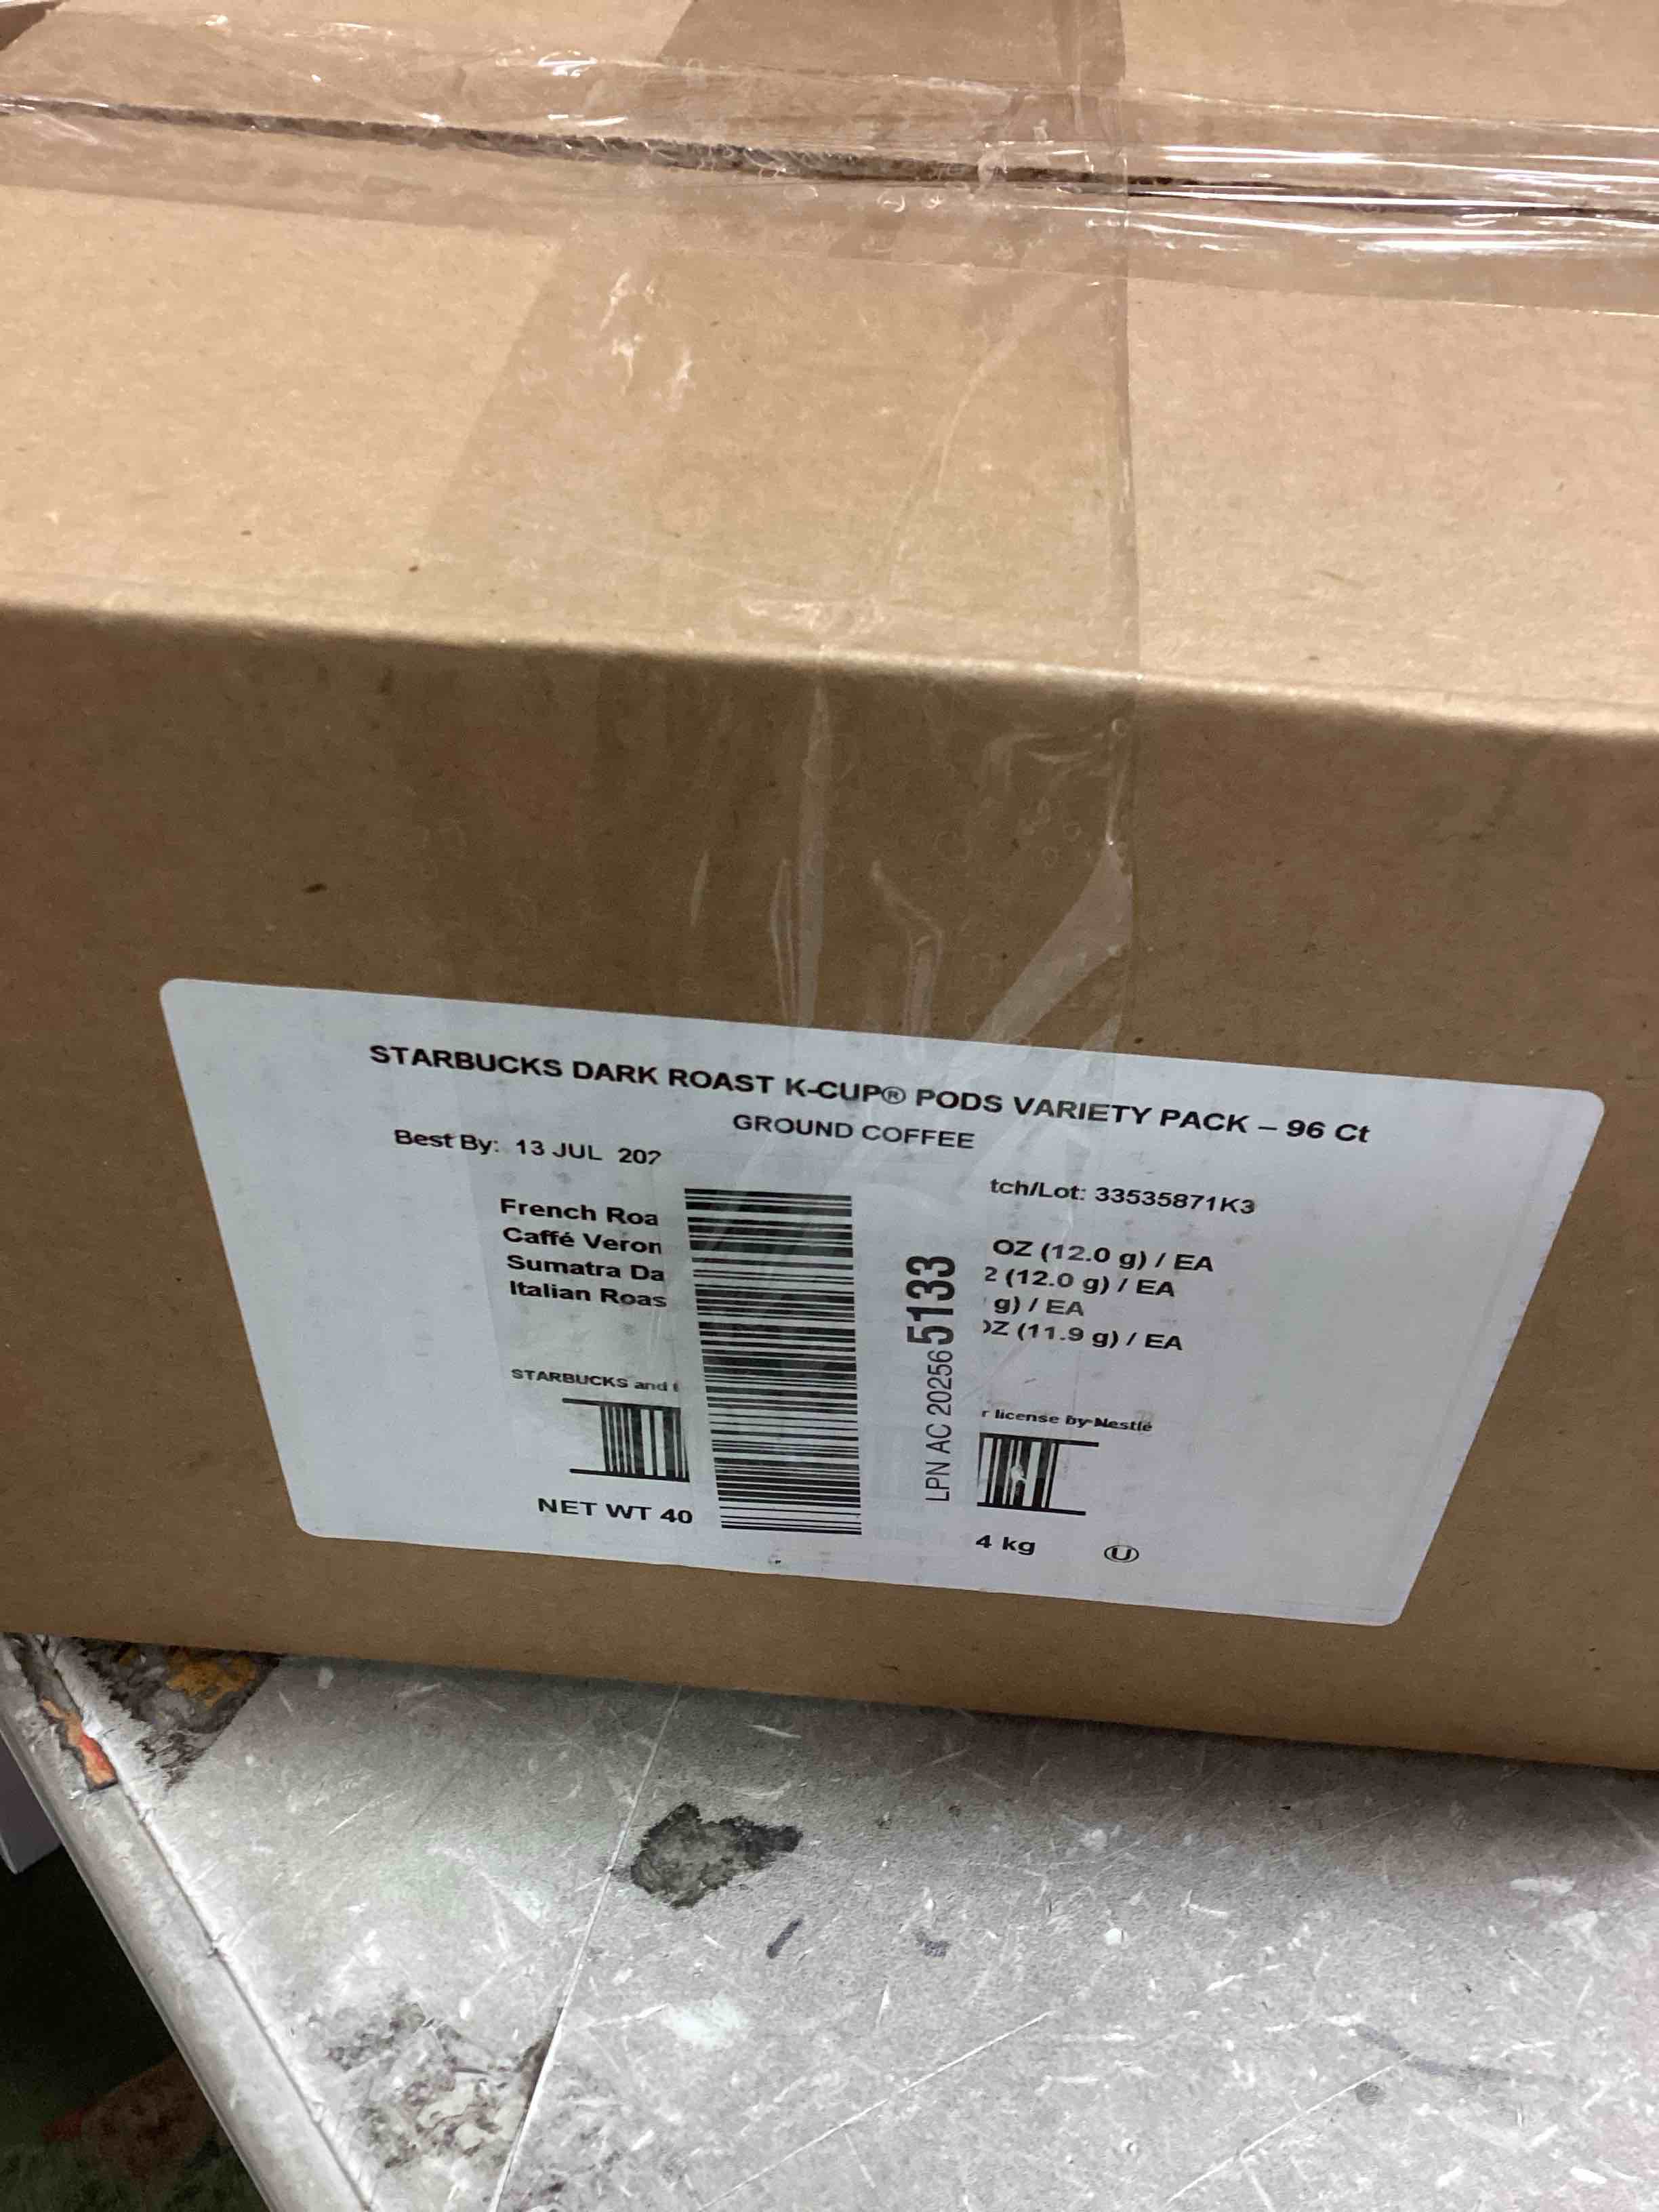 STARBUCKS DARK ROAST K-CUP® PODS VARIETY PACK – 96 Ct
GROUND COFFEE
Best By: 13 JUL 202
tch/Lot: 33535871K3
French Roa
OZ (12.0 g) / EA
Caffé Veron
(12.0 g) / EA
Sumatra Da
g) / EA
Italian Roas
OZ (11.9 g) / EA
LPN AC 202565133
STARBUCKS and
r license by Nestlé
NET WT 40
4 kg
U